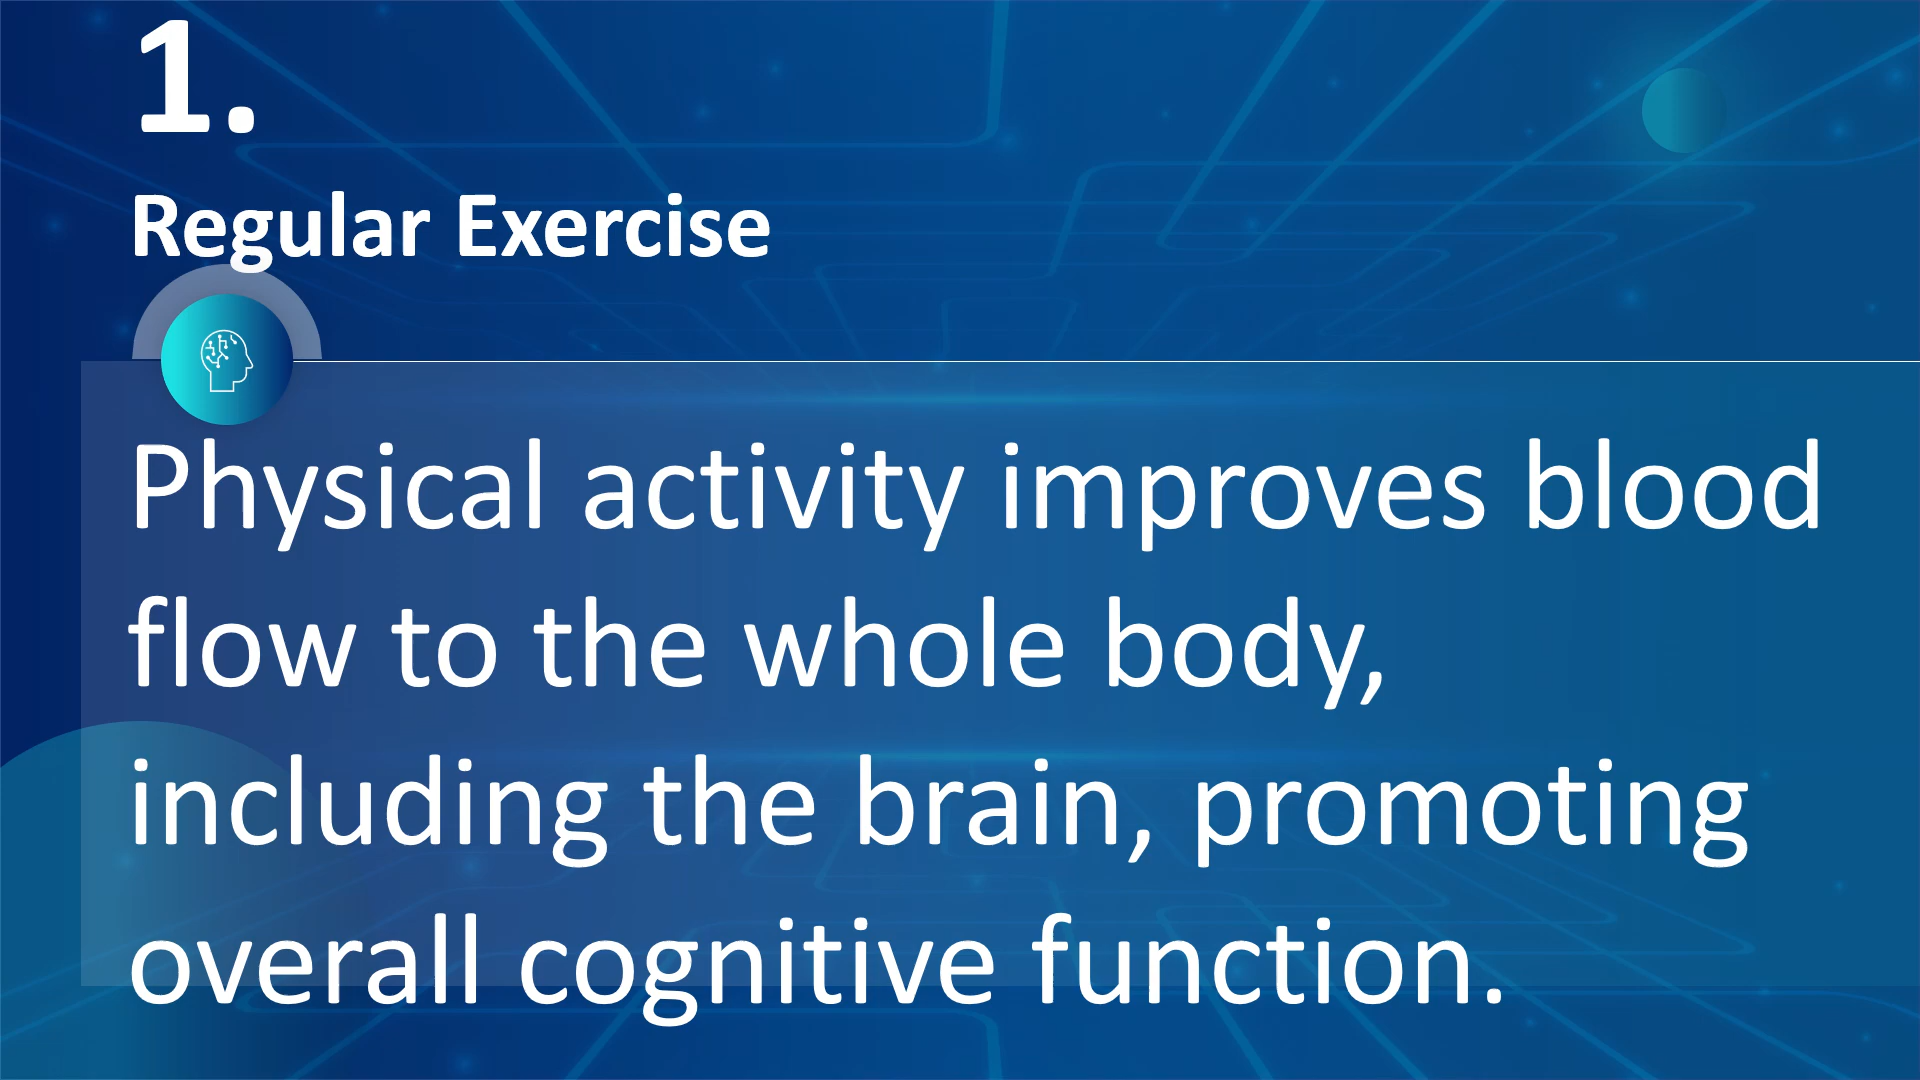 1.
Regular Exercise
Physical activity improves blood
flow to the whole body,
including the brain, promoting
overall cognitive function.